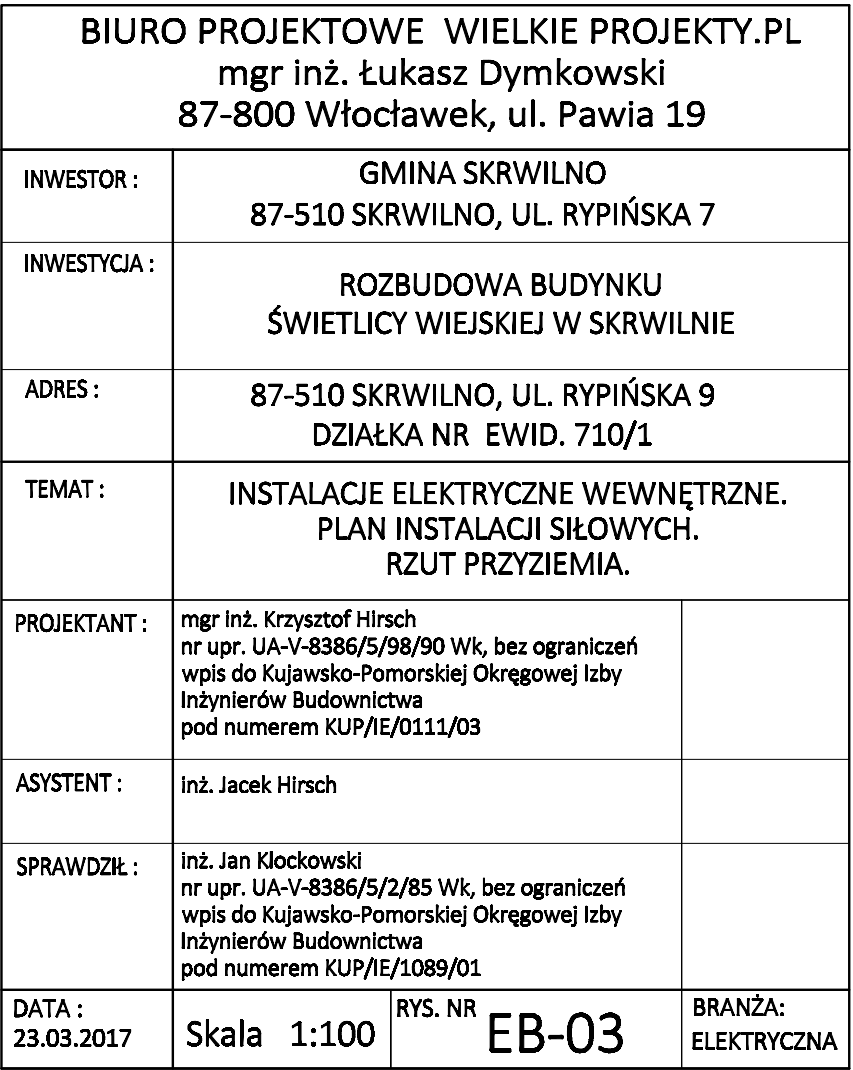 BIURO PROJEKTOWE WIELKIE PROJEKTY.PL
mgr inż. Łukasz Dymkowski
87-800 Włocławek, ul. Pawia 19
INWESTOR :
GMINA SKRWILNO
87-510 SKRWILNO, UL. RYPIŃSKA 7
INWESTYCJA :
ROZBUDOWA BUDYNKU
ŚWIETLICY WIEJSKIEJ W SKRWILNIE
ADRES :
87-510 SKRWILNO, UL. RYPIŃSKA 9
DZIAŁKA NR EWID. 710/1
TEMAT :
INSTALACJE ELEKTRYCZNE WEWNĘTRZNE.
PLAN INSTALACJI SIŁOWYCH.
RZUT PRZYZIEMIA.
PROJEKTANT :
mgr inż. Krzysztof Hirsch
nr upr. UA-V-8386/5/98/90 Wk, bez ograniczeń
wpis do Kujawsko-Pomorskiej Okręgowej Izby
Inżynierów Budownictwa
pod numerem KUP/IE/0111/03
ASYSTENT :
inż. Jacek Hirsch
SPRAWDZIŁ :
inż. Jan Klockowski
nr upr. UA-V-8386/5/2/85 Wk, bez ograniczeń
wpis do Kujawsko-Pomorskiej Okręgowej Izby
Inżynierów Budownictwa
pod numerem KUP/IE/1089/01
DATA :
23.03.2017
Skala 1:100
RYS. NR
EB-03
BRANŻA:
ELEKTRYCZNA